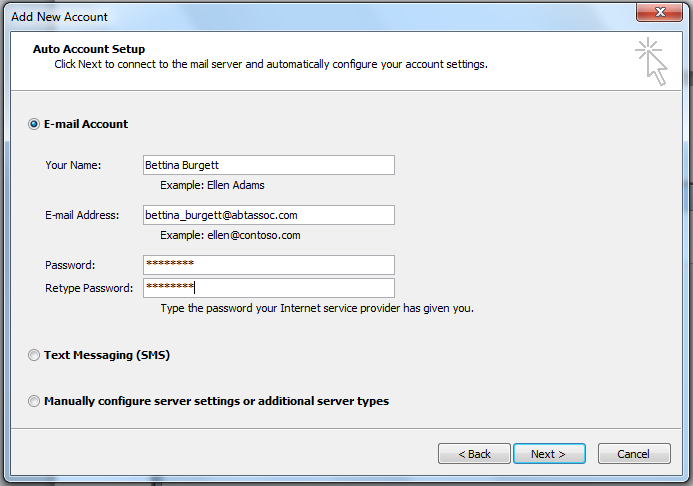 Add New Account
Auto Account Setup
Click Next to connect to the mail server and automatically configure your account settings.
E-mail Account
Your Name: Bettina Burgett
Example: Ellen Adams
E-mail Address: bettina_burgett@abtassoc.com
Example: ellen@contoso.com
Password: ********
Retype Password: ********
Type the password your Internet service provider has given you.
Text Messaging (SMS)
Manually configure server settings or additional server types
< Back Next > Cancel